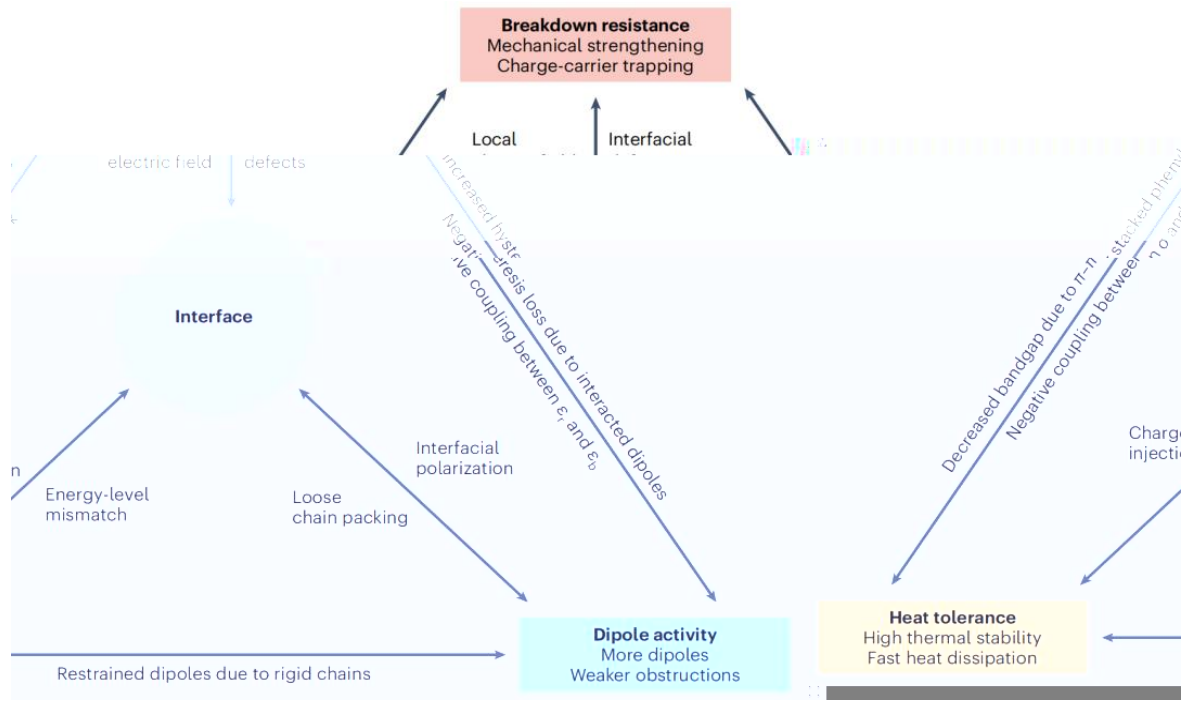 Breakdown resistance
Mechanical strengthening
Charge-carrier trapping
Local
Interfacial
electric field
defects
Interface
Increased hysteresis loss due to interacted dipoles
Negative coupling between εr and εb
Decreased bandgap due to π–π stacked
Negative coupling between
Interfacial
polarization
Energy-level
mismatch
Loose
chain packing
Charge
Restrained dipoles due to rigid chains
Dipole activity
More dipoles
Weaker obstructions
Heat tolerance
High thermal stability
Fast heat dissipation